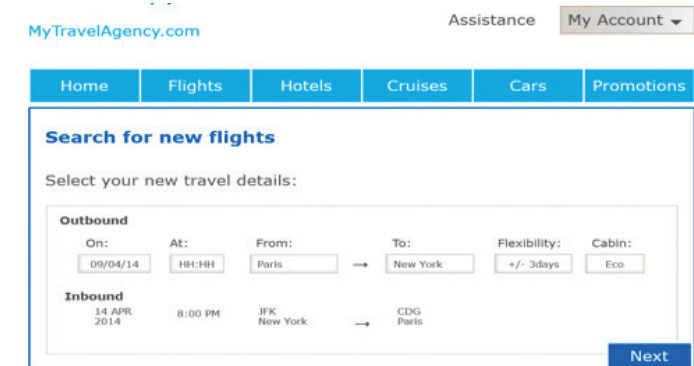 MyTravelAgency.com
Assistance
My Account
Home Flights Hotels Cruises Cars Promotions
Search for new flights
Select your new travel details:
Outbound
On: At: From: To: Flexibility: Cabin:
09/04/14 HH:HH Paris → New York +/- 3days Eco
Inbound
14 APR 8:00 PM JFK CDG
2014 New York → Paris
Next